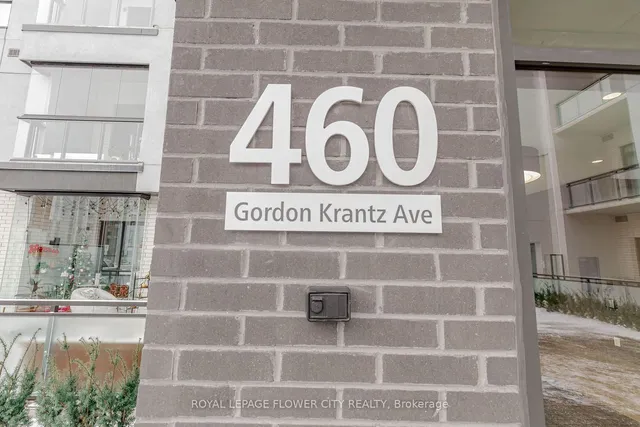 460
Gordon Krantz Ave
ROYAL LEPAGE FLOWER CITY REALTY, Brokerage